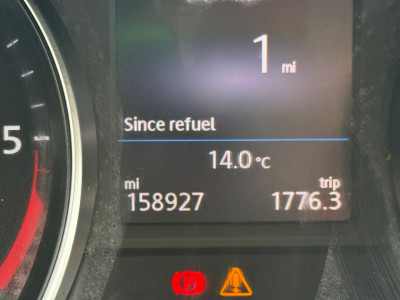 1 mi
Since refuel
5
14.0 °C
mi trip
158927 1776.3